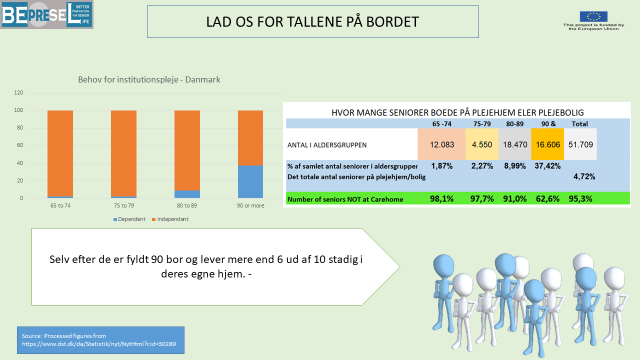 BEPRESEL
BETTER
PREVENTION
FOR SENIOR
LIFE
LAD OS FOR TALLENE PÅ BORDET
This project is funded by
the European Union
Behov for institutionspleje - Danmark
120
100
80
60
40
20
0
65 to 74
75 to 79
80 to 89
90 or more
Dependent
Independent
HVOR MANGE SENIORER BOEDE PÅ PLEJEHJEM ELER PLEJEBOLIG
65 -74 75-79 80-89 90 & Total
ANTAL I ALDERSGRUPPEN 12.083 4.550 18.470 16.606 51.709
% af samlet antal seniorer i aldersgrupper 1,87% 2,27% 8,99% 37,42%
Det totale antal seniorer på plejehjem/bolig 4,72%
Number of seniors NOT at Carehome 98,1% 97,7% 91,0% 62,6% 95,3%
Selv efter de er fyldt 90 bor og lever mere end 6 ud af 10 stadig i
deres egne hjem. -
Source: Processed figures from
https://www.dst.dk/da/Statistik/nyt/NytHtml?cid=50289